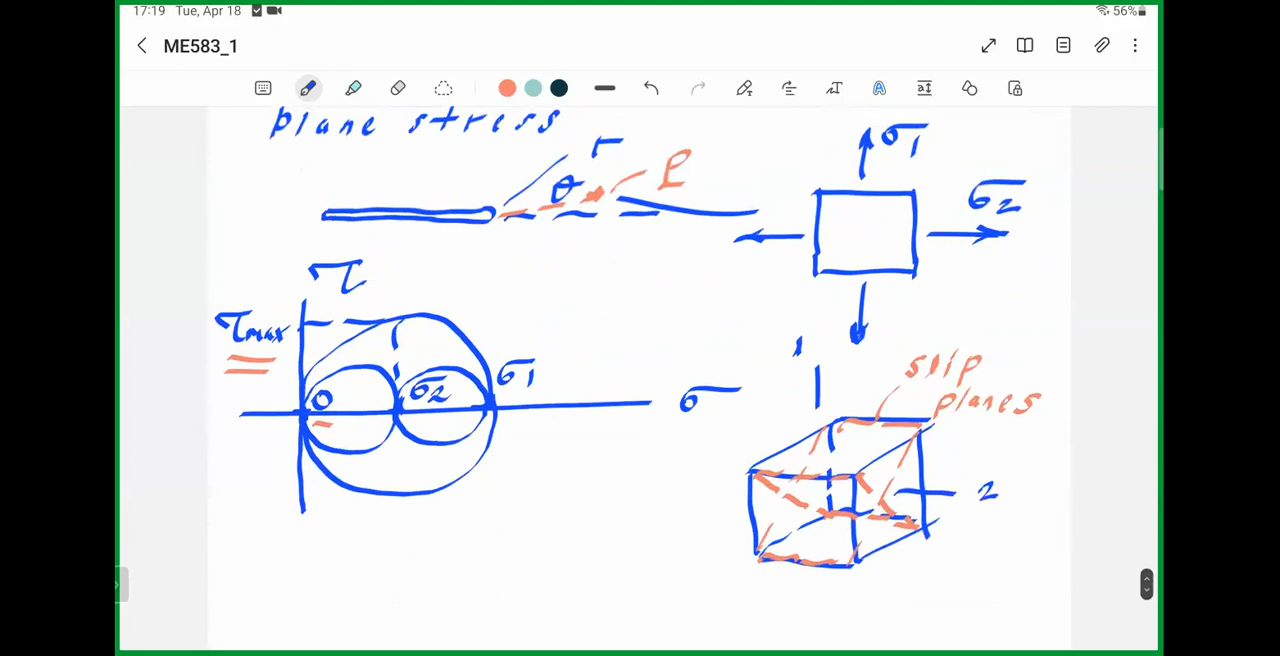 17:19 Tue, Apr 18
56%
ME583_1
plane stress
r
θ
P
σ1
σ2
τ
τmax
0
σ2
σ1
σ
1
slip
planes
2